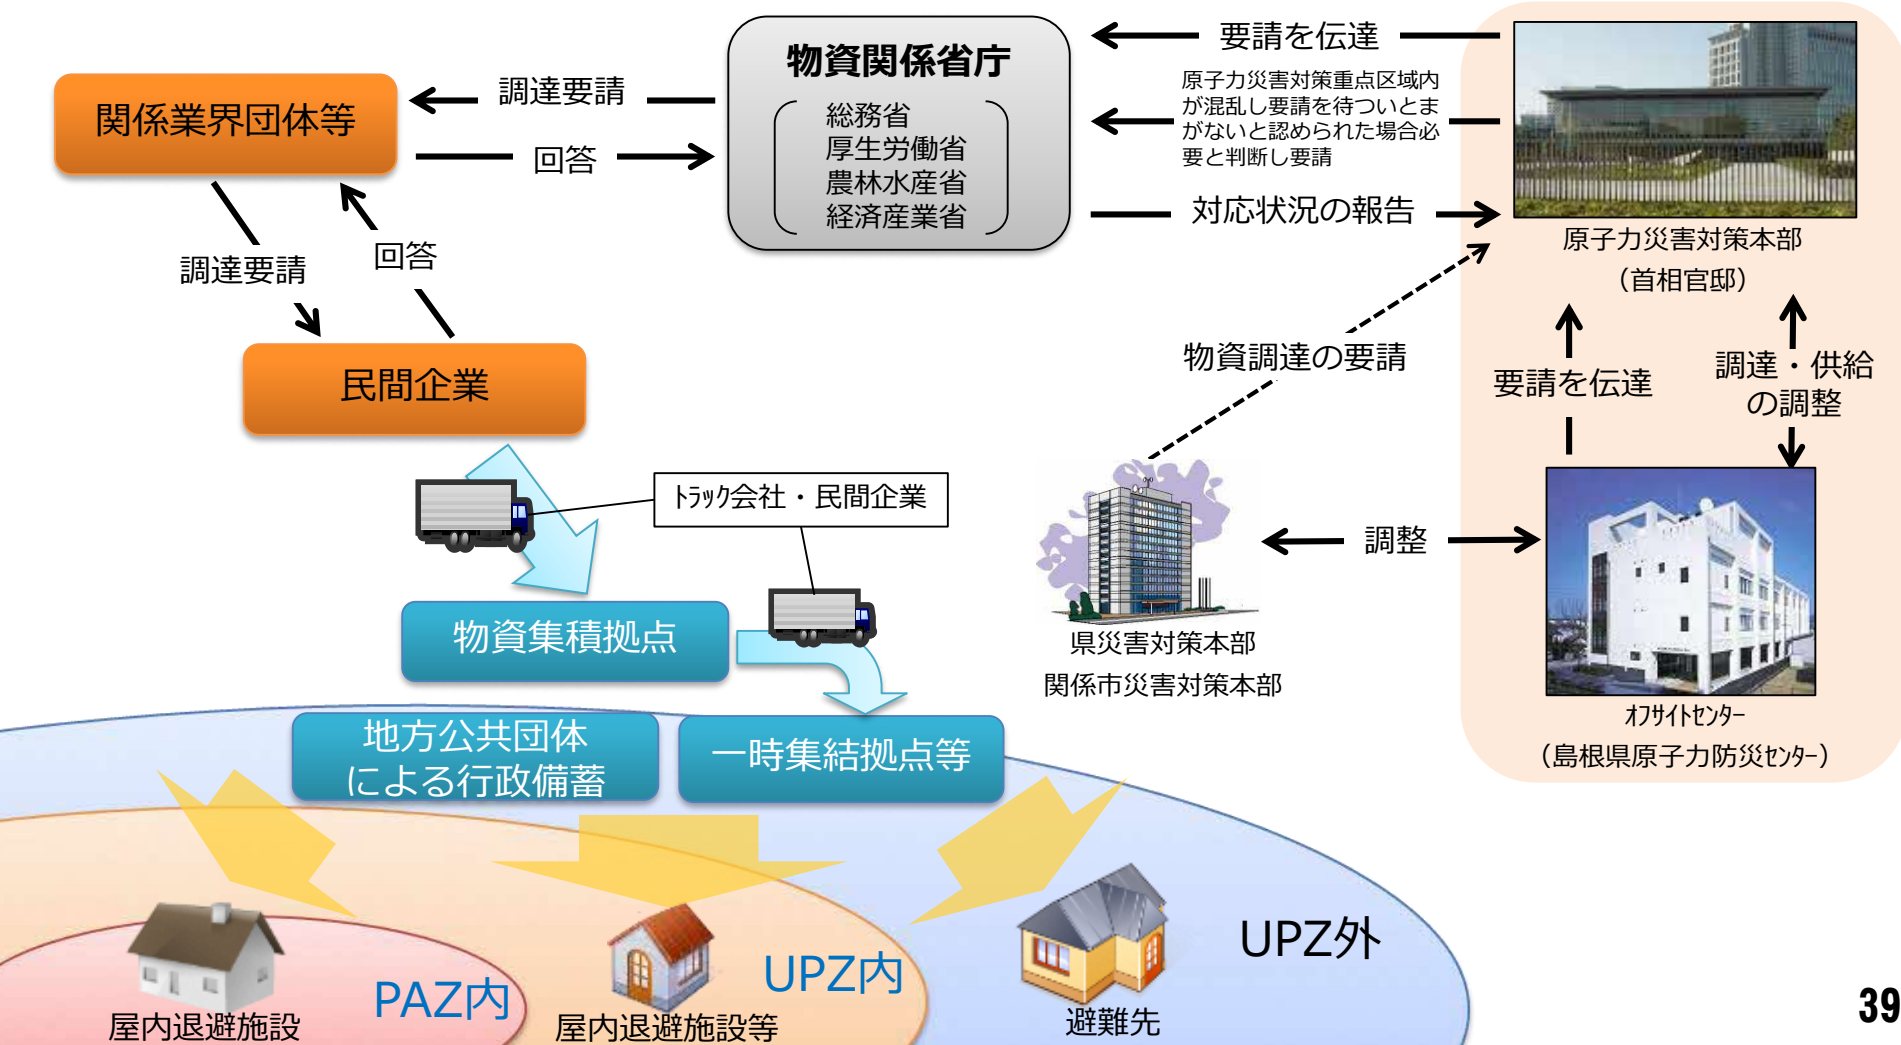 物資関係省庁
総務省
厚生労働省
農林水産省
経済産業省
関係業界団体等
調達要請
回答
要請を伝達
原子力災害対策重点区域内
が混乱し要請を待ついとま
がないと認められた場合必
要と判断し要請
対応状況の報告
原子力災害対策本部
（首相官邸）
調達要請
回答
民間企業
物資調達の要請
要請を伝達
調達・供給
の調整
ﾄﾗｯｸ会社・民間企業
調整
物資集積拠点
県災害対策本部
関係市災害対策本部
ｵﾌｻｲﾄｾﾝﾀｰ
（島根県原子力防災ｾﾝﾀｰ）
地方公共団体
による行政備蓄
一時集結拠点等
PAZ内
UPZ内
UPZ外
屋内退避施設
屋内退避施設等
避難先
39